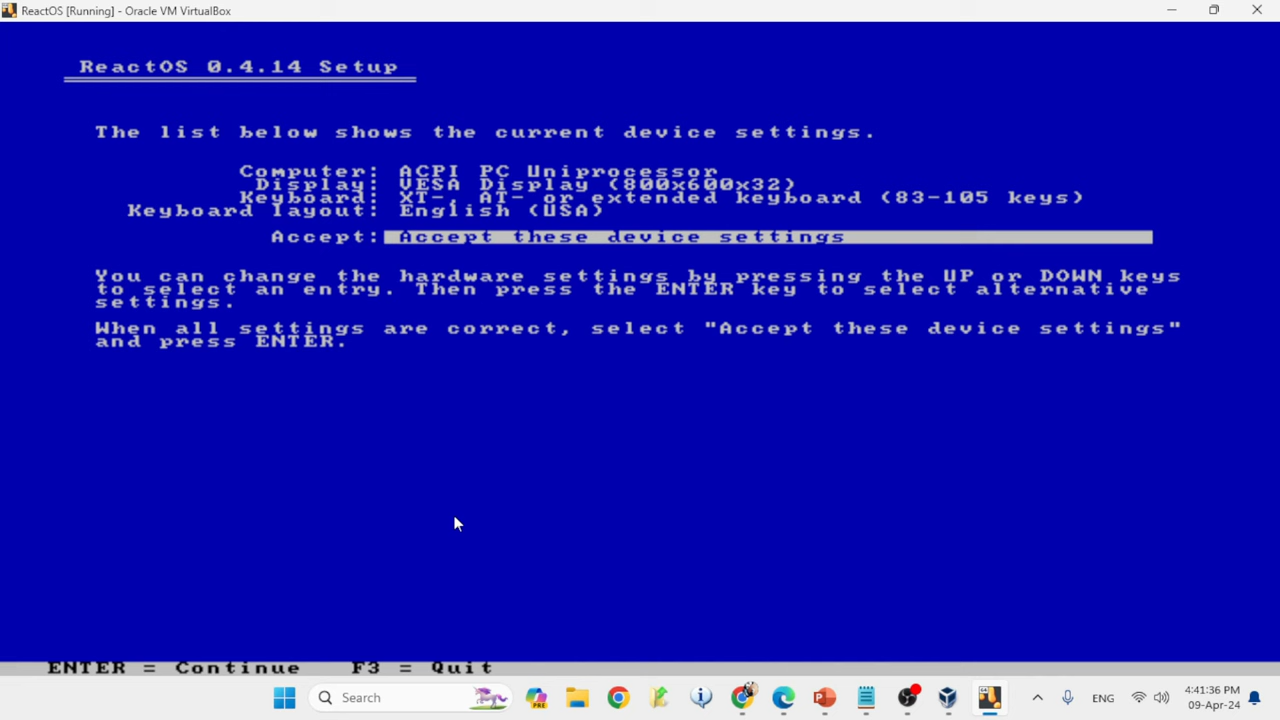 ReactOS [Running] - Oracle VM VirtualBox
ReactOS 0.4.14 Setup
The list below shows the current device settings.
Computer: ACPI PC Uniprocessor
Display: VESA Display (800x600x32)
Keyboard: XT-, AT- or extended keyboard (83-105 keys)
Keyboard layout: English (USA)
Accept: Accept these device settings
You can change the hardware settings by pressing the UP or DOWN keys
to select an entry. Then press the ENTER key to select alternative
settings.
When all settings are correct, select "Accept these device settings"
and press ENTER.
ENTER = Continue F3 = Quit
Search
PRE
ENG
4:41:36 PM
09-Apr-24